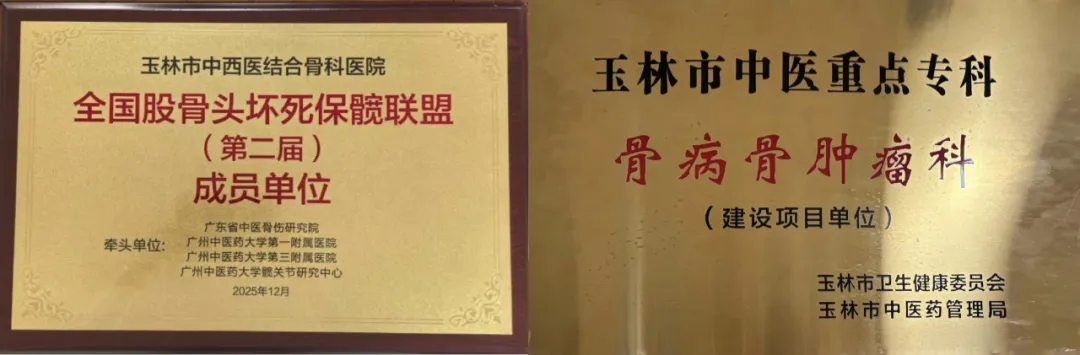 玉林市中西医结合骨科医院
全国股骨头坏死保髋联盟
（第二届）
成员单位
牵头单位：
广东省中医骨伤研究院
广州中医药大学第一附属医院
广州中医药大学第三附属医院
广州中医药大学髋关节研究中心
2025年12月
玉林市中医重点专科
骨病骨肿瘤科
（建设项目单位）
玉林市卫生健康委员会
玉林市中医药管理局